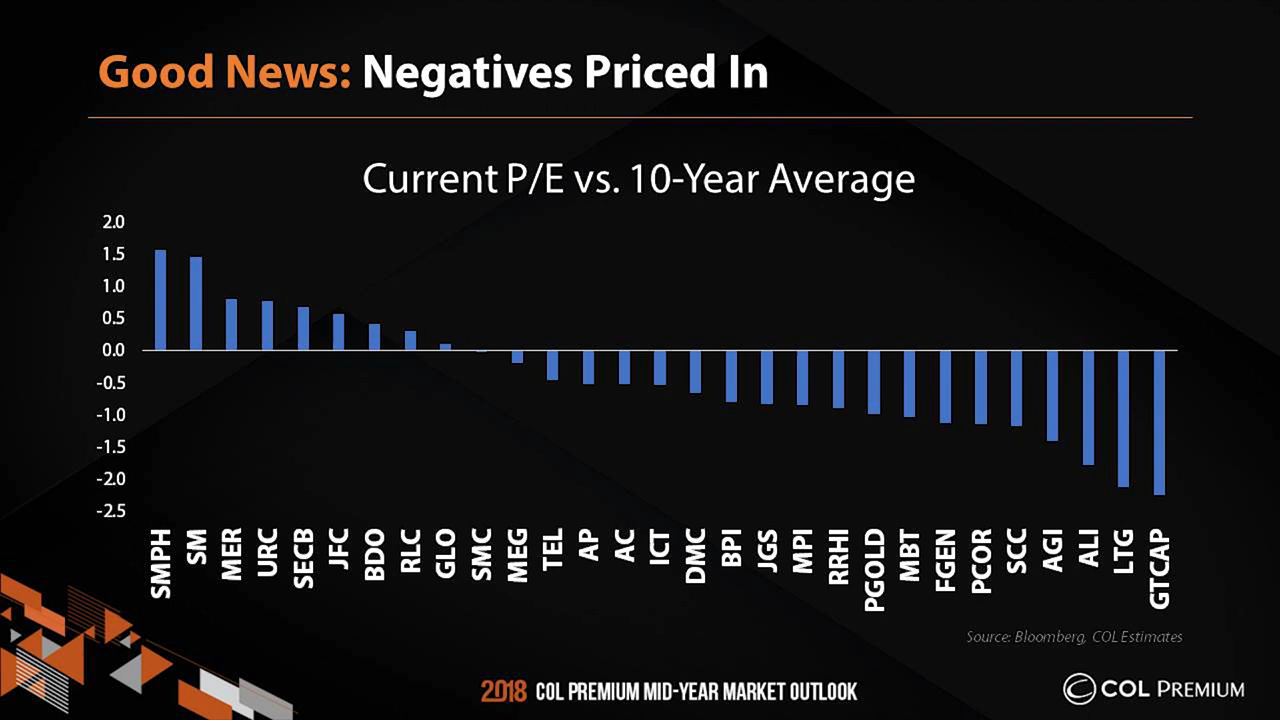 Good News: Negatives Priced In
Current P/E vs. 10-Year Average
2.0
1.5
1.0
0.5
0.0
-0.5
-1.0
-1.5
-2.0
-2.5
SMPH
SM
MER
URC
SECB
JFC
BDO
RLC
GLO
SMC
MEG
TEL
AP
AC
ICT
DMC
BPI
JGS
MPI
RRHI
PGOLD
MBT
FGEN
PCOR
SCC
AGI
ALI
LTG
GTCAP
Source: Bloomberg, COL Estimates
2018 COL PREMIUM MID-YEAR MARKET OUTLOOK
COL PREMIUM